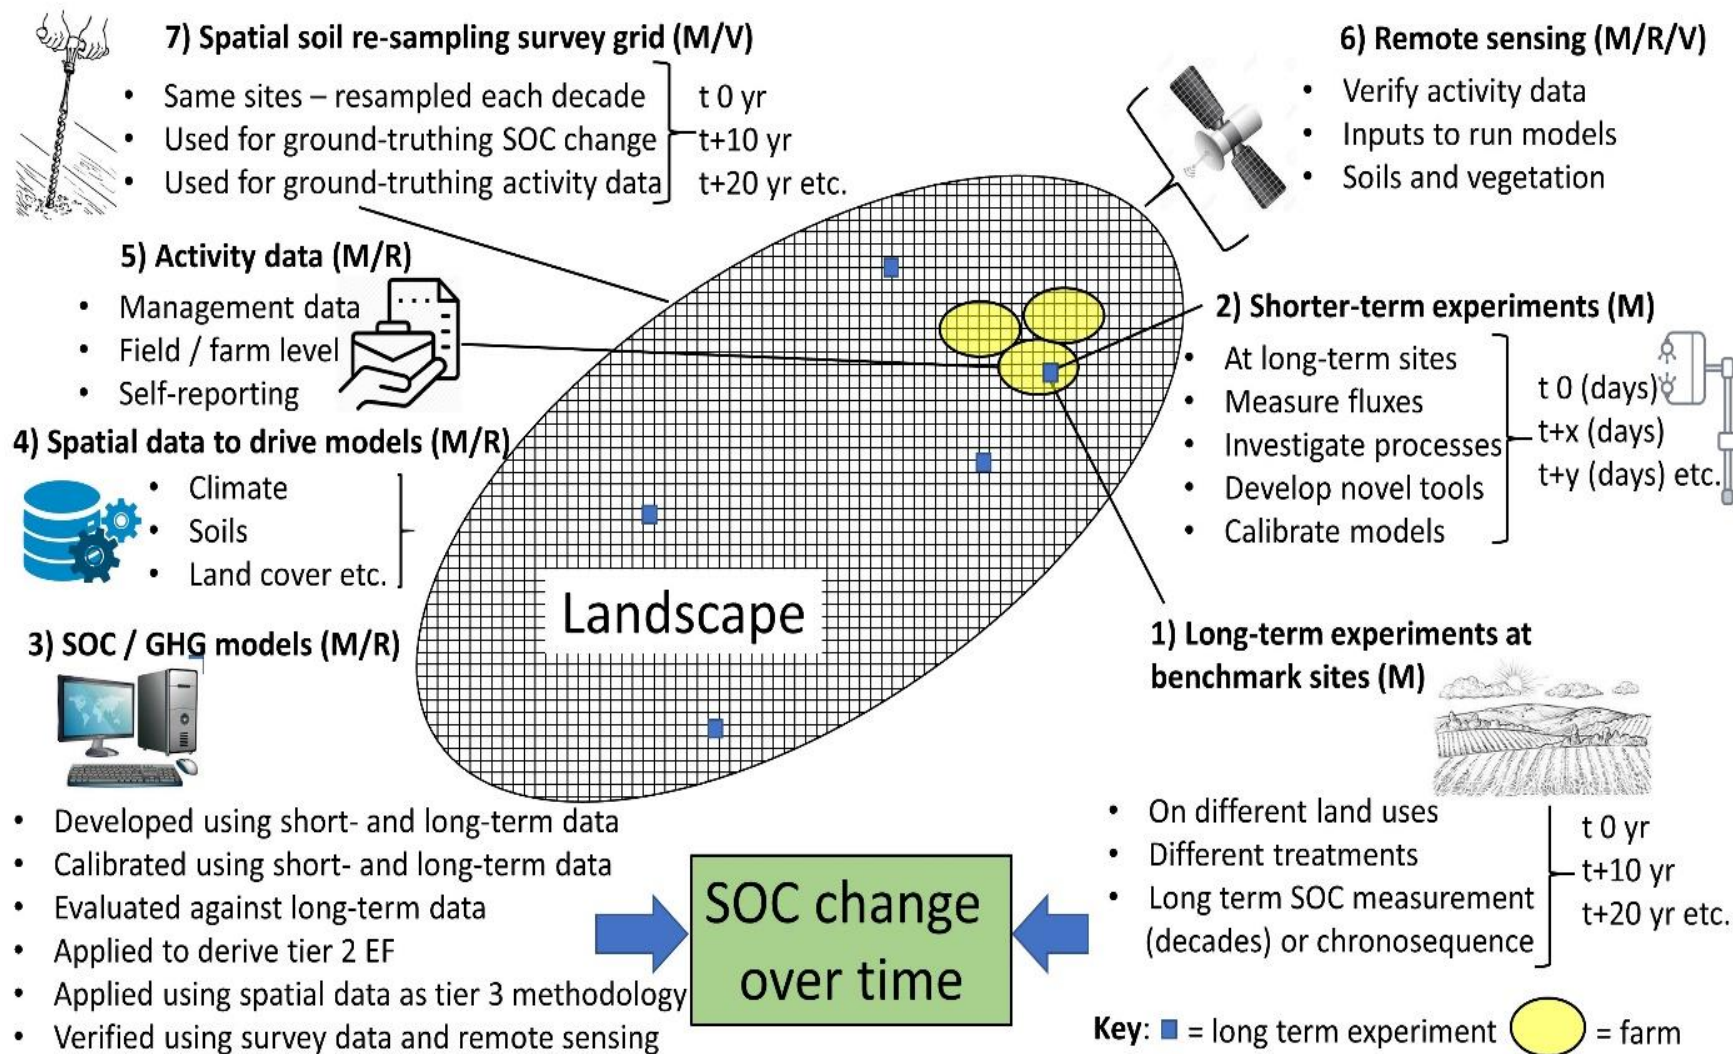 7) Spatial soil re-sampling survey grid (M/V)
• Same sites – resampled each decade
• Used for ground-truthing SOC change
• Used for ground-truthing activity data
t 0 yr
t+10 yr
t+20 yr etc.
6) Remote sensing (M/R/V)
• Verify activity data
• Inputs to run models
• Soils and vegetation
5) Activity data (M/R)
• Management data
• Field / farm level
• Self-reporting
2) Shorter-term experiments (M)
• At long-term sites
• Measure fluxes
• Investigate processes
• Develop novel tools
• Calibrate models
t 0 (days)
t+x (days)
t+y (days) etc.
4) Spatial data to drive models (M/R)
• Climate
• Soils
• Land cover etc.
Landscape
3) SOC / GHG models (M/R)
• Developed using short- and long-term data
• Calibrated using short- and long-term data
• Evaluated against long-term data
• Applied to derive tier 2 EF
• Applied using spatial data as tier 3 methodology
• Verified using survey data and remote sensing
1) Long-term experiments at
benchmark sites (M)
• On different land uses
• Different treatments
• Long term SOC measurement
(decades) or chronosequence
t 0 yr
t+10 yr
t+20 yr etc.
SOC change
over time
Key: = long term experiment = farm